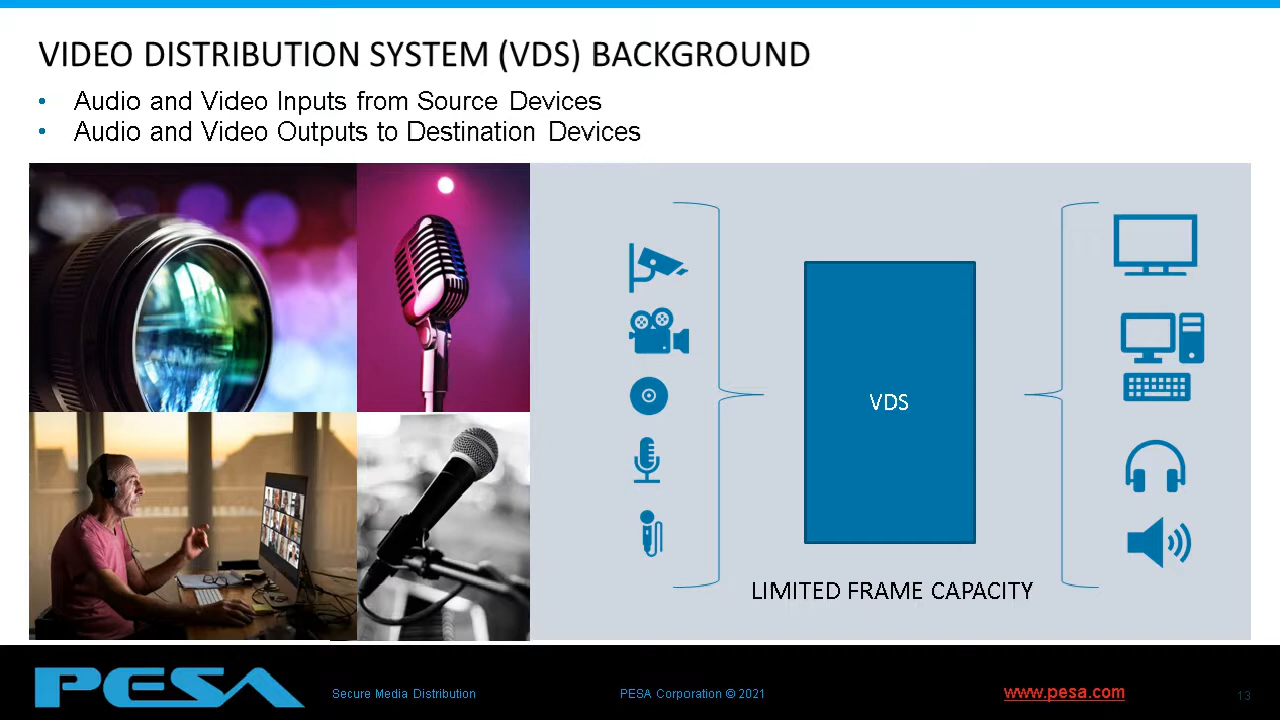 VIDEO DISTRIBUTION SYSTEM (VDS) BACKGROUND
• Audio and Video Inputs from Source Devices
• Audio and Video Outputs to Destination Devices
VDS
LIMITED FRAME CAPACITY
PESA
Secure Media Distribution
PESA Corporation © 2021
www.pesa.com
13